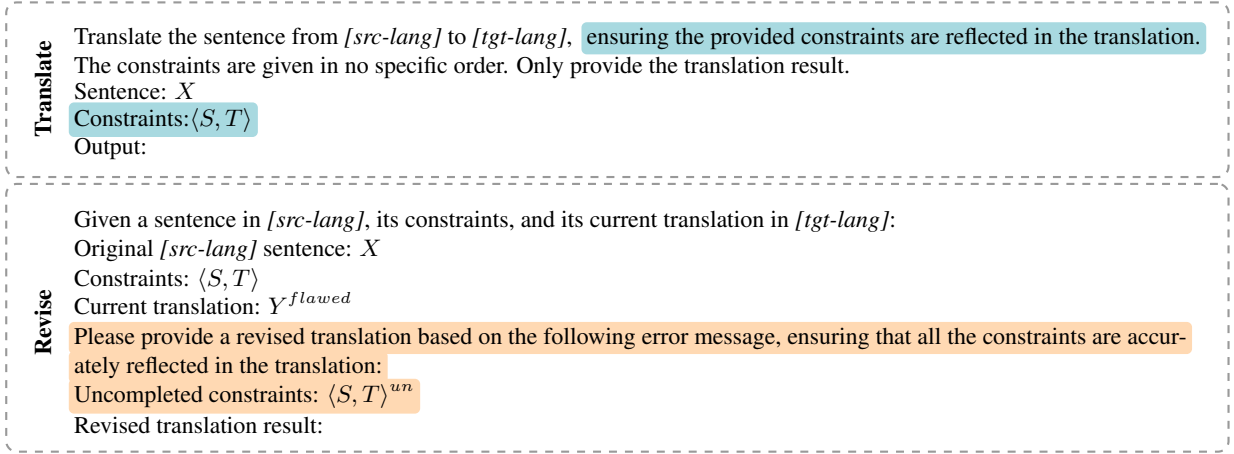 Translate
Translate the sentence from [src-lang] to [tgt-lang], ensuring the provided constraints are reflected in the translation.
The constraints are given in no specific order. Only provide the translation result.
Sentence: X
Constraints:⟨S, T⟩
Output:
Revise
Given a sentence in [src-lang], its constraints, and its current translation in [tgt-lang]:
Original [src-lang] sentence: X
Constraints: ⟨S, T⟩
Current translation: Y^{flawed}
Please provide a revised translation based on the following error message, ensuring that all the constraints are accur-
ately reflected in the translation:
Uncompleted constraints: ⟨S, T⟩^{un}
Revised translation result: